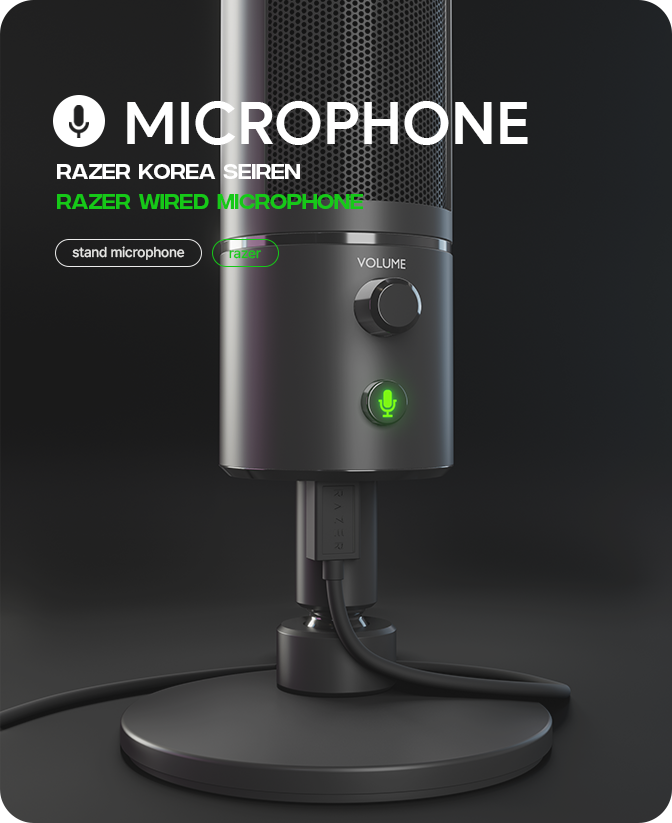 MICROPHONE
RAZER KOREA SEIREN
RAZER WIRED MICROPHONE
stand microphone
razer
VOLUME
RAZER